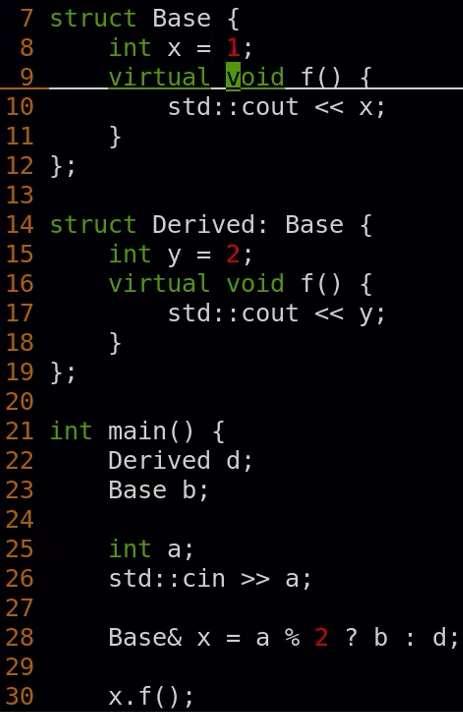 7 struct Base {
8     int x = 1;
9     virtual void f() {
10         std::cout << x;
11     }
12 };
13
14 struct Derived: Base {
15     int y = 2;
16     virtual void f() {
17         std::cout << y;
18     }
19 };
20
21 int main() {
22     Derived d;
23     Base b;
24
25     int a;
26     std::cin >> a;
27
28     Base& x = a % 2 ? b : d;
29
30     x.f();